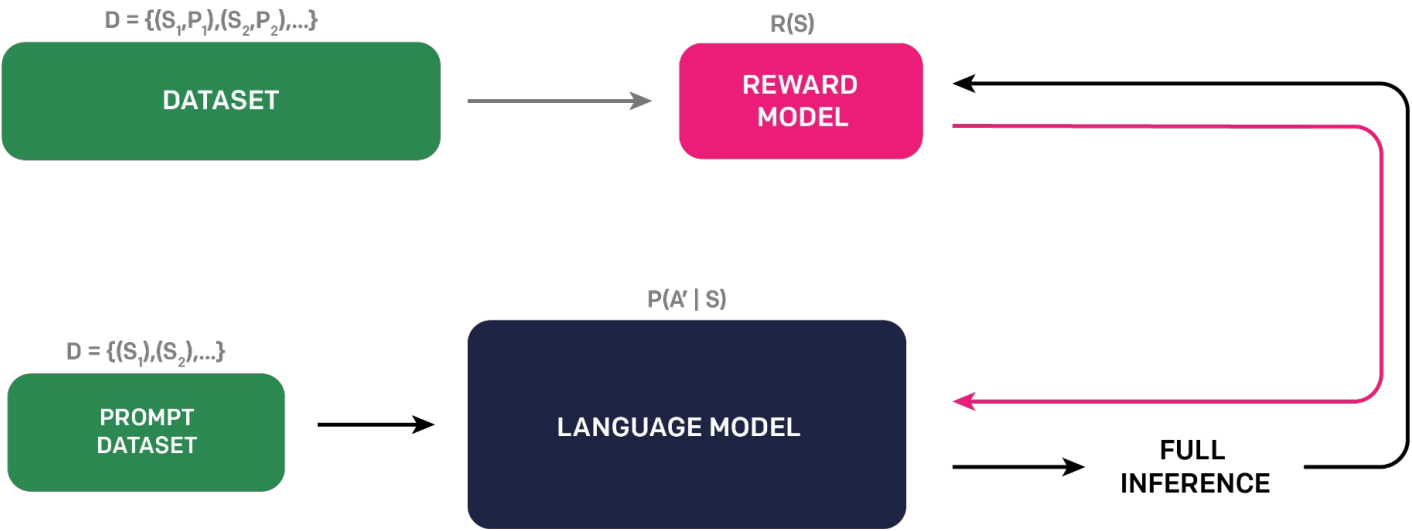 D = {(S₁,P₁),(S₂,P₂),...}
R(S)
DATASET
REWARD
MODEL
P(A′ | S)
D = {(S₁),(S₂),...}
PROMPT
DATASET
LANGUAGE MODEL
FULL
INFERENCE